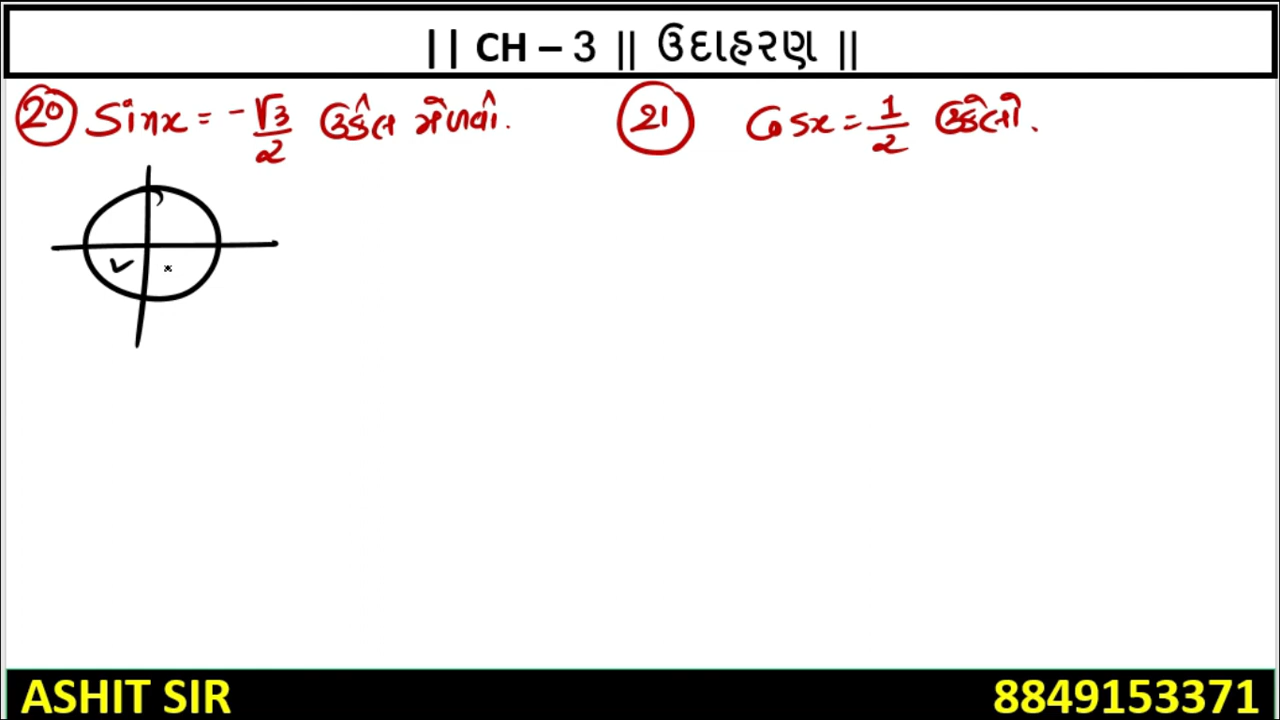 || CH – 3 || ઉદાહરણ ||
20 Sinx = -√3/2 ઉકેલ મેળવો.
21 Cosx = 1/2 ઉકેલો.
ASHIT SIR
8849153371